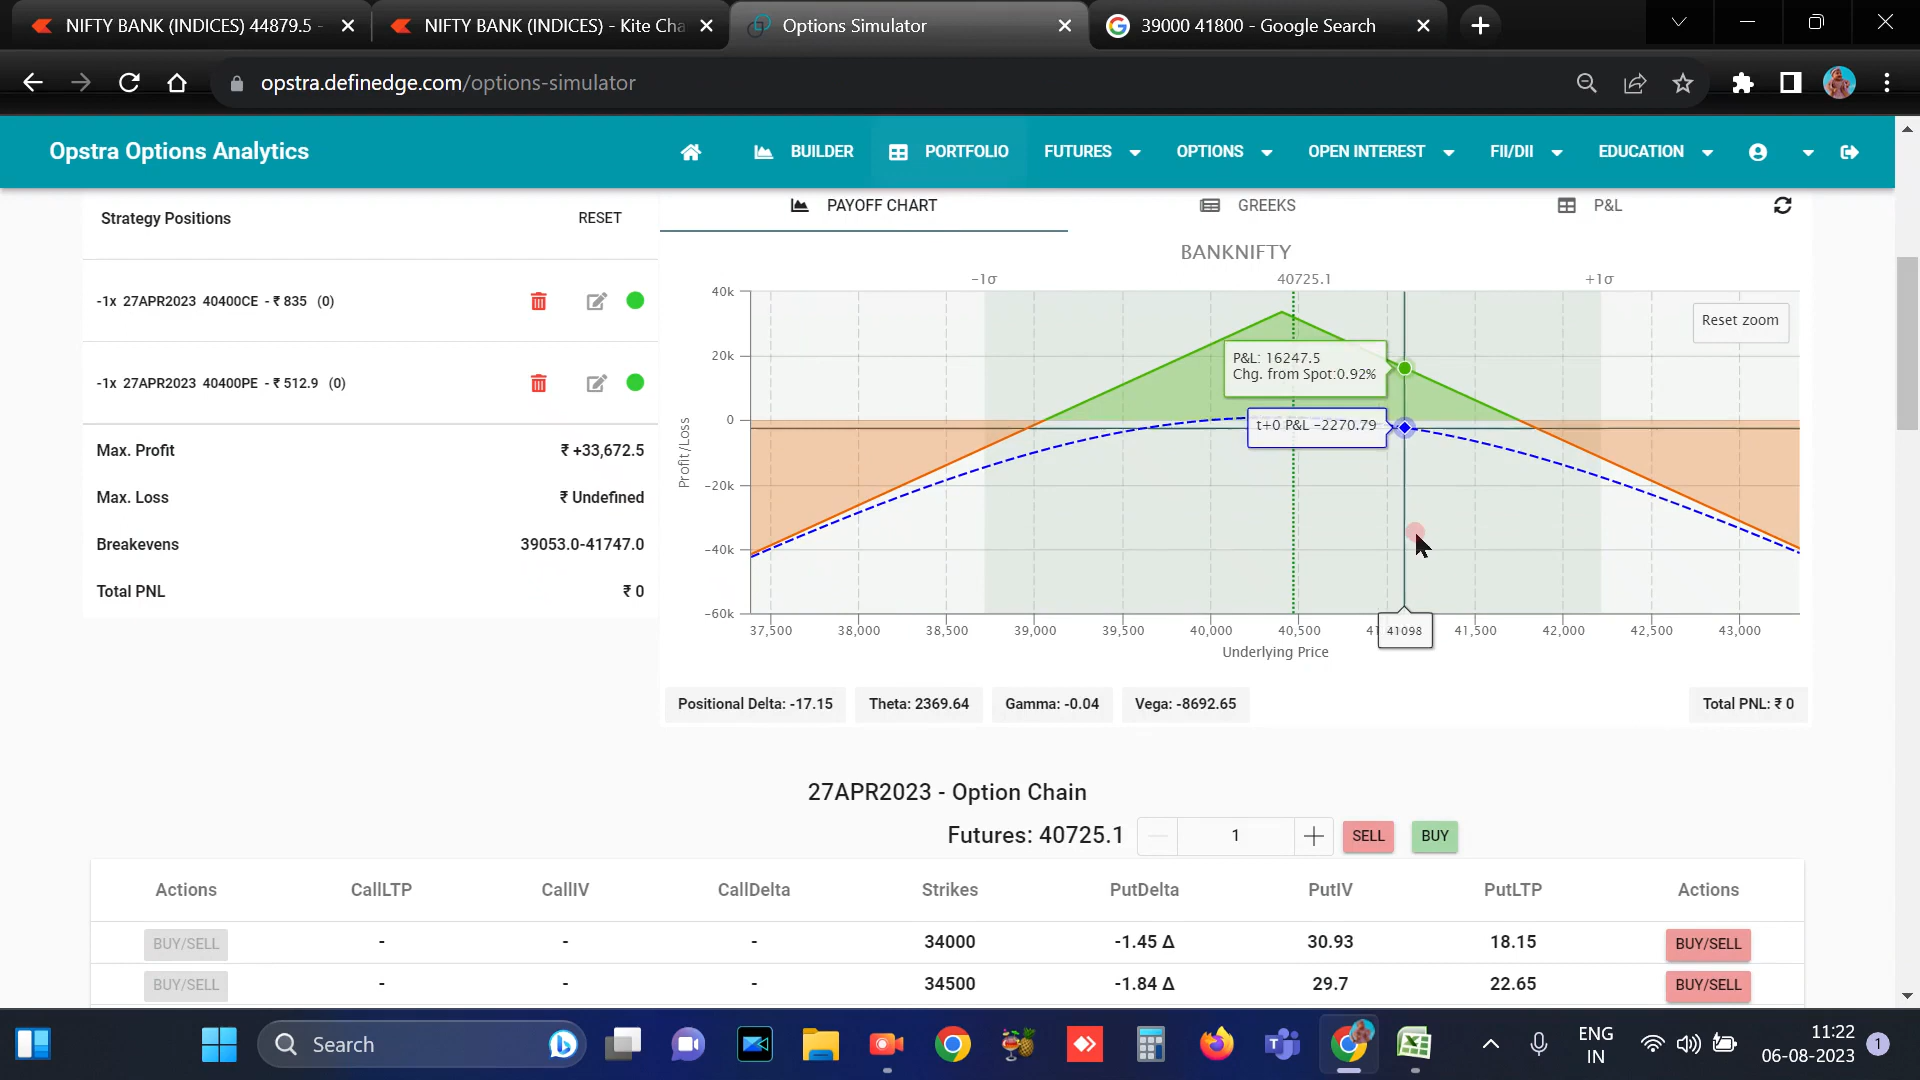 NIFTY BANK (INDICES) 44879.5 -
NIFTY BANK (INDICES) - Kite Cha
Options Simulator
39000 41800 - Google Search
opstra.definedge.com/options-simulator
Opstra Options Analytics
BUILDER
PORTFOLIO
FUTURES
OPTIONS
OPEN INTEREST
FII/DII
EDUCATION
Strategy Positions
RESET
-1x 27APR2023 40400CE - ₹ 835 (0)
-1x 27APR2023 40400PE - ₹ 512.9 (0)
Max. Profit
₹ +33,672.5
Max. Loss
₹ Undefined
Breakevens
39053.0-41747.0
Total PNL
₹ 0
PAYOFF CHART
GREEKS
P&L
BANKNIFTY
-1σ
40725.1
+1σ
Reset zoom
40k
20k
0
-20k
-40k
-60k
Profit/Loss
P&L: 16247.5
Chg. from Spot:0.92%
t+0 P&L -2270.79
37,500
38,000
38,500
39,000
39,500
40,000
40,500
41098
41,500
42,000
42,500
43,000
Underlying Price
Positional Delta: -17.15
Theta: 2369.64
Gamma: -0.04
Vega: -8692.65
Total PNL: ₹ 0
27APR2023 - Option Chain
Futures: 40725.1
1
SELL
BUY
Actions CallLTP CallIV CallDelta Strikes PutDelta PutIV PutLTP Actions
BUY/SELL - - - 34000 -1.45 Δ 30.93 18.15 BUY/SELL
BUY/SELL - - - 34500 -1.84 Δ 29.7 22.65 BUY/SELL
Search
ENG
IN
11:22
06-08-2023
1